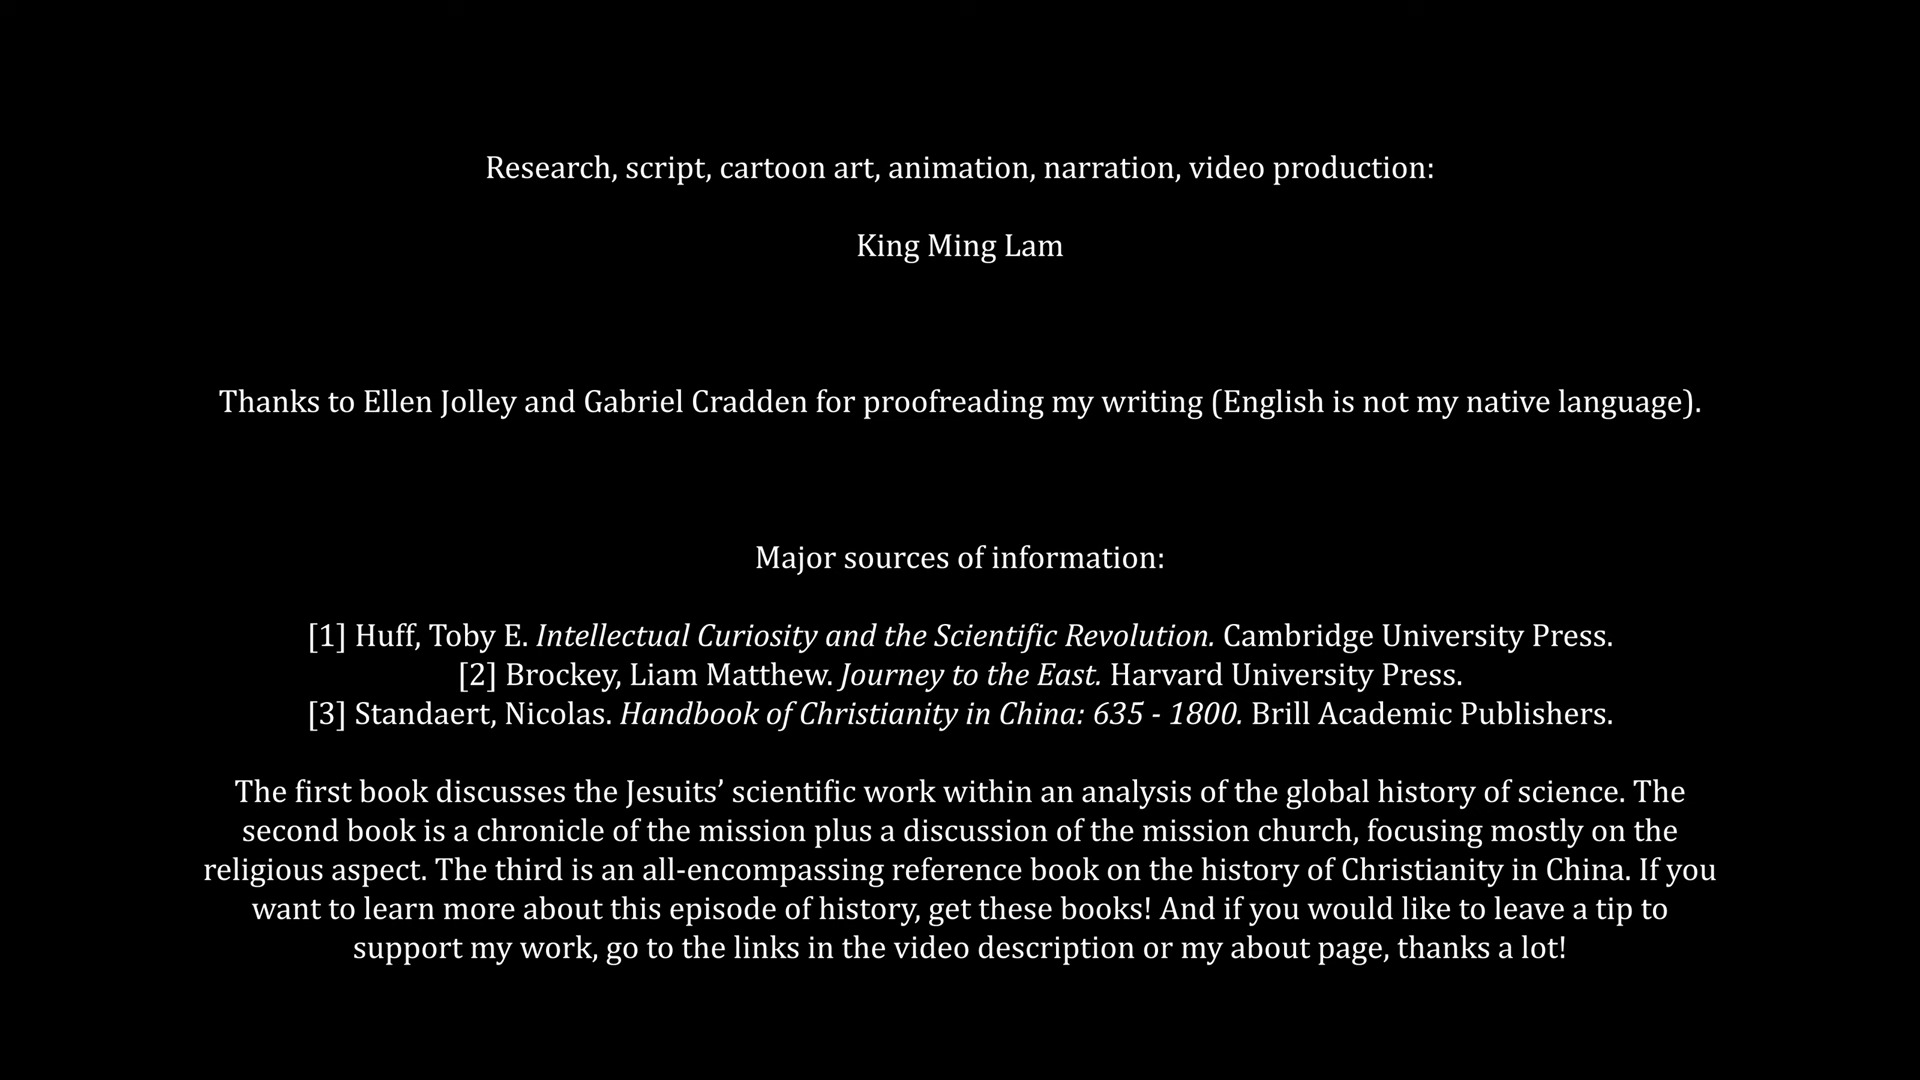 Research, script, cartoon art, animation, narration, video production:
King Ming Lam
Thanks to Ellen Jolley and Gabriel Cradden for proofreading my writing (English is not my native language).
Major sources of information:
[1] Huff, Toby E. Intellectual Curiosity and the Scientific Revolution. Cambridge University Press.
[2] Brockey, Liam Matthew. Journey to the East. Harvard University Press.
[3] Standaert, Nicolas. Handbook of Christianity in China: 635 - 1800. Brill Academic Publishers.
The first book discusses the Jesuits’ scientific work within an analysis of the global history of science. The
second book is a chronicle of the mission plus a discussion of the mission church, focusing mostly on the
religious aspect. The third is an all-encompassing reference book on the history of Christianity in China. If you
want to learn more about this episode of history, get these books! And if you would like to leave a tip to
support my work, go to the links in the video description or my about page, thanks a lot!